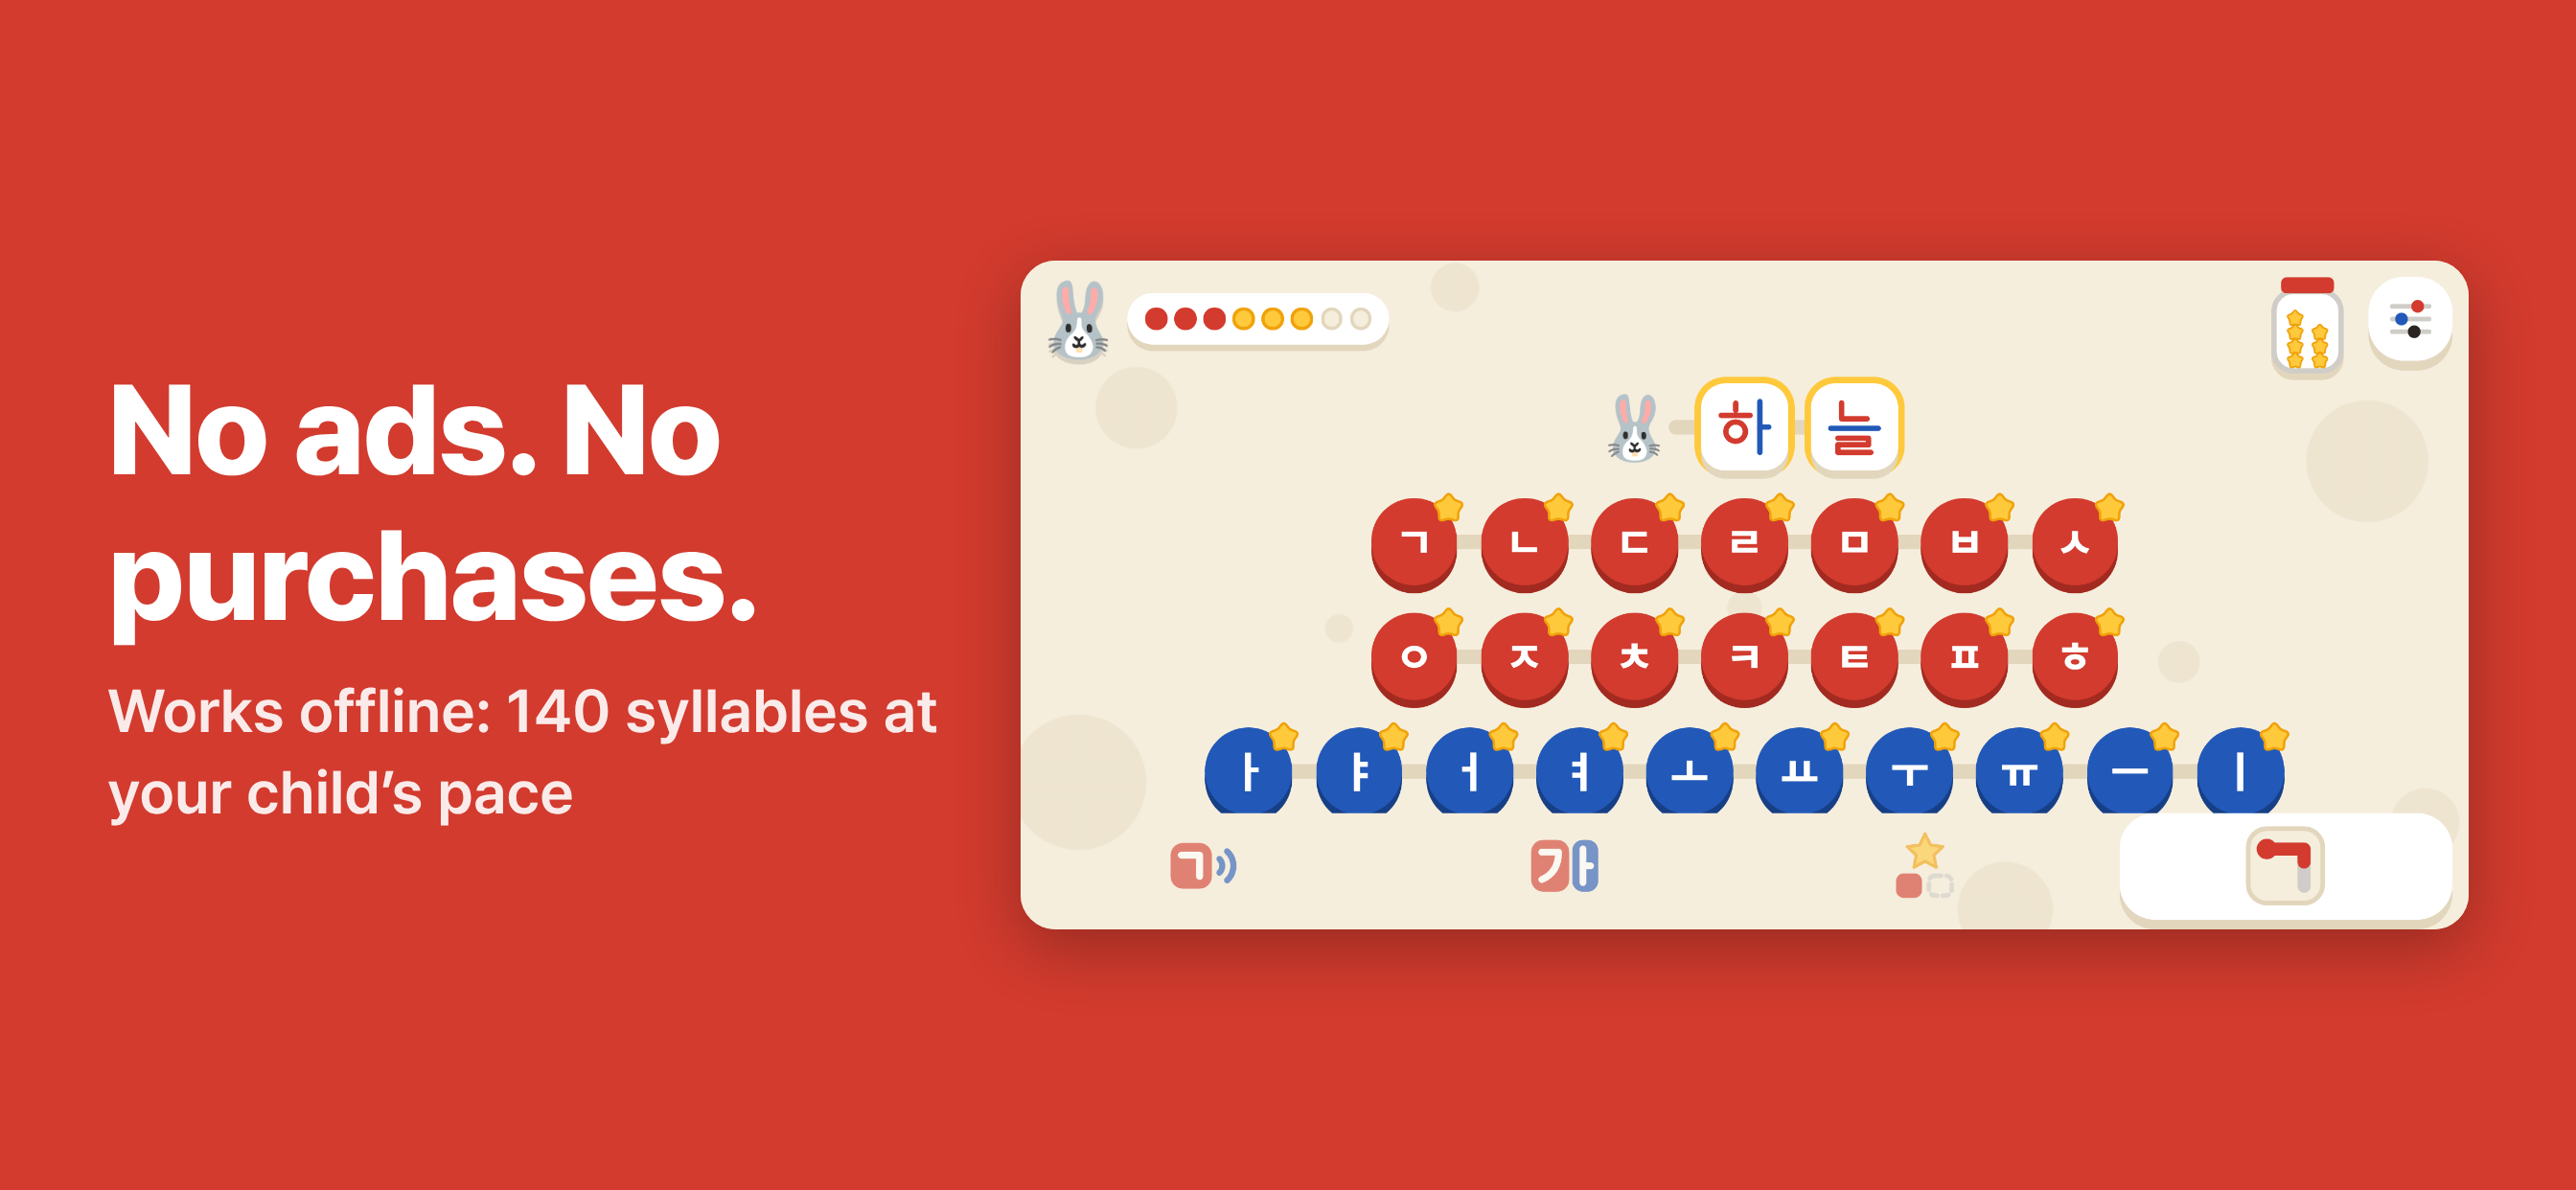 No ads. No
purchases.
Works offline: 140 syllables at
your child’s pace
하 늘
ㄱ ㄴ ㄷ ㄹ ㅁ ㅂ ㅅ
ㅇ ㅈ ㅊ ㅋ ㅌ ㅍ ㅎ
ㅏ ㅑ ㅓ ㅕ ㅗ ㅛ ㅜ ㅠ ㅡ ㅣ
ㄱ 가 ㄱ